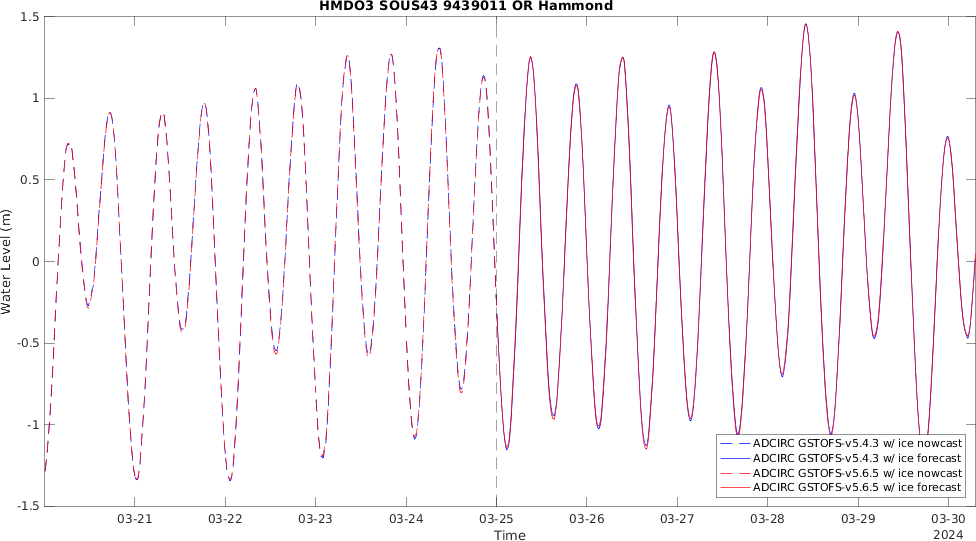 HMDO3 SOUS43 9439011 OR Hammond
1.5
1
0.5
0
-0.5
-1
-1.5
Water Level (m)
03-21 03-22 03-23 03-24 03-25 03-26 03-27 03-28 03-29 03-30
Time
2024
ADCIRC GSTOFS-v5.4.3 w/ ice nowcast
ADCIRC GSTOFS-v5.4.3 w/ ice forecast
ADCIRC GSTOFS-v5.6.5 w/ ice nowcast
ADCIRC GSTOFS-v5.6.5 w/ ice forecast